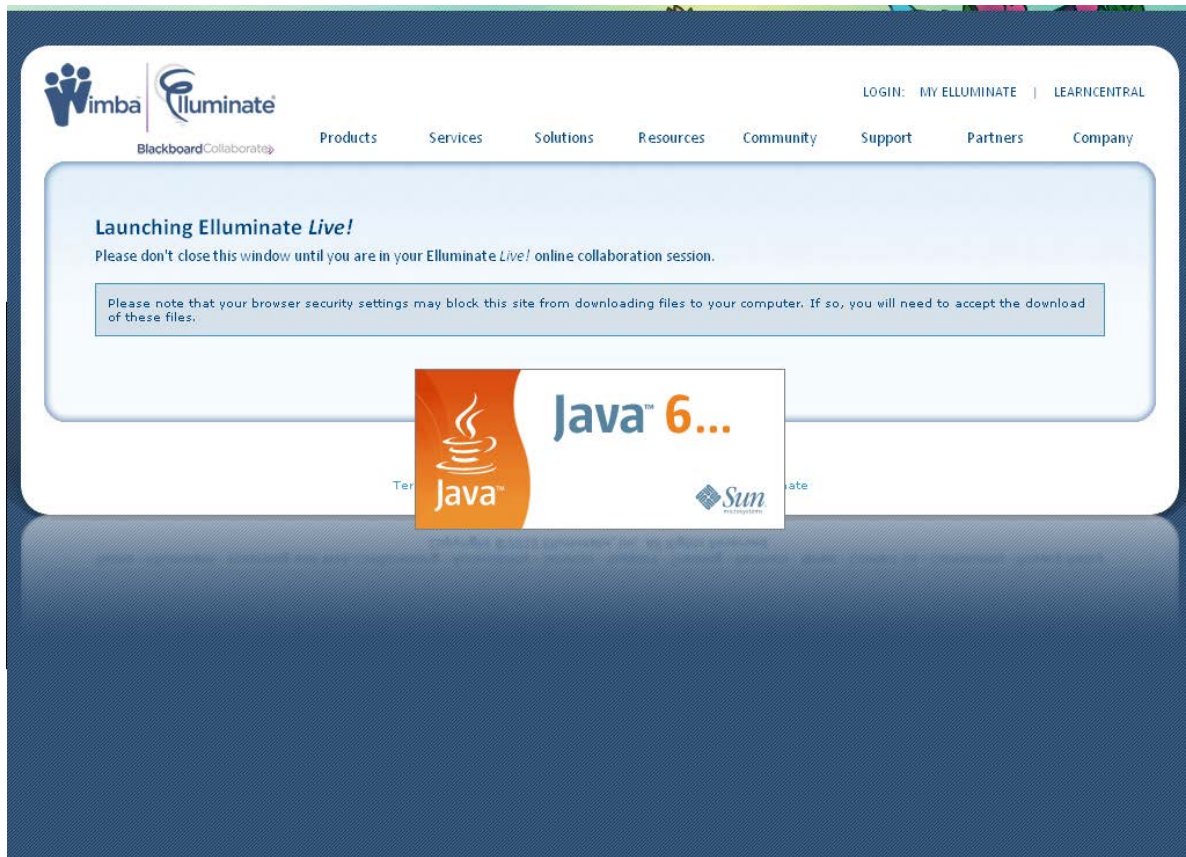 Wimba Elluminate
BlackboardCollaborate
LOGIN: MY ELLUMINATE | LEARNCENTRAL
Products Services Solutions Resources Community Support Partners Company
Launching Elluminate Live!
Please don't close this window until you are in your Elluminate Live! online collaboration session.
Please note that your browser security settings may block this site from downloading files to your computer. If so, you will need to accept the download
of these files.
Java™ 6...
Java™
Sun
microsystems